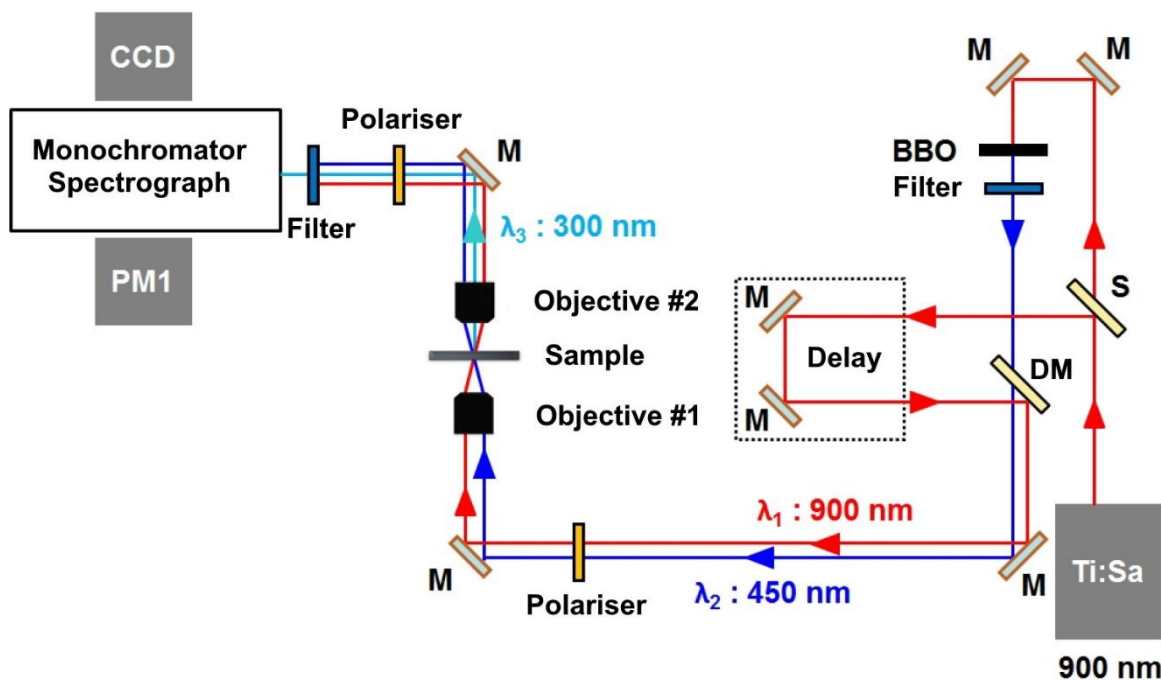 CCD
M
M
Polariser
Monochromator
Spectrograph
M
BBO
Filter
Filter
λ₃ : 300 nm
PM1
S
Objective #2
M
Sample
Delay
DM
Objective #1
M
λ₁ : 900 nm
M
Polariser
λ₂ : 450 nm
M
Ti:Sa
900 nm